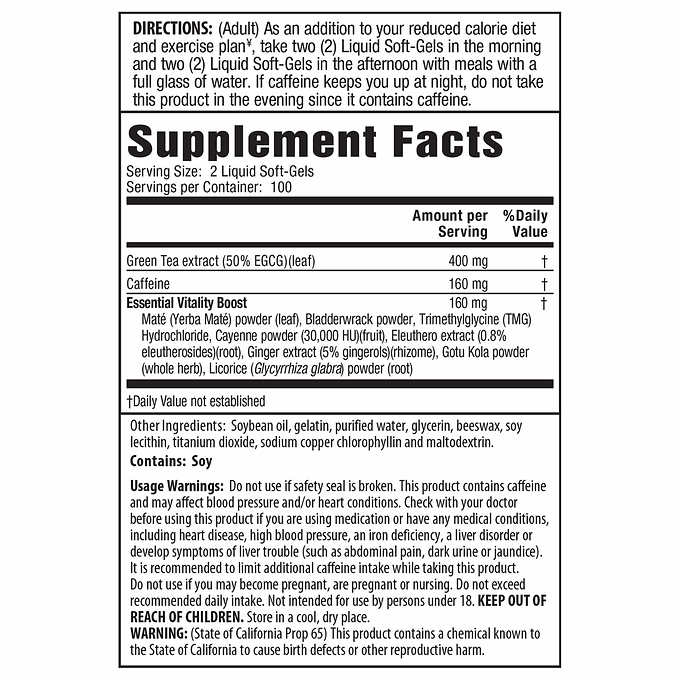 DIRECTIONS: (Adult) As an addition to your reduced calorie diet
and exercise plan¥, take two (2) Liquid Soft-Gels in the morning
and two (2) Liquid Soft-Gels in the afternoon with meals with a
full glass of water. If caffeine keeps you up at night, do not take
this product in the evening since it contains caffeine.
Supplement Facts
Serving Size: 2 Liquid Soft-Gels
Servings per Container: 100
Amount per %Daily
Serving Value
Green Tea extract (50% EGCG)(leaf) 400 mg †
Caffeine 160 mg †
Essential Vitality Boost 160 mg †
Maté (Yerba Maté) powder (leaf), Bladderwrack powder, Trimethylglycine (TMG)
Hydrochloride, Cayenne powder (30,000 HU)(fruit), Eleuthero extract (0.8%
eleutherosides)(root), Ginger extract (5% gingerols)(rhizome), Gotu Kola powder
(whole herb), Licorice (Glycyrrhiza glabra) powder (root)
†Daily Value not established
Other Ingredients: Soybean oil, gelatin, purified water, glycerin, beeswax, soy
lecithin, titanium dioxide, sodium copper chlorophyllin and maltodextrin.
Contains: Soy
Usage Warnings: Do not use if safety seal is broken. This product contains caffeine
and may affect blood pressure and/or heart conditions. Check with your doctor
before using this product if you are using medication or have any medical conditions,
including heart disease, high blood pressure, an iron deficiency, a liver disorder or
develop symptoms of liver trouble (such as abdominal pain, dark urine or jaundice).
It is recommended to limit additional caffeine intake while taking this product.
Do not use if you may become pregnant, are pregnant or nursing. Do not exceed
recommended daily intake. Not intended for use by persons under 18. KEEP OUT OF
REACH OF CHILDREN. Store in a cool, dry place.
WARNING: (State of California Prop 65) This product contains a chemical known to
the State of California to cause birth defects or other reproductive harm.